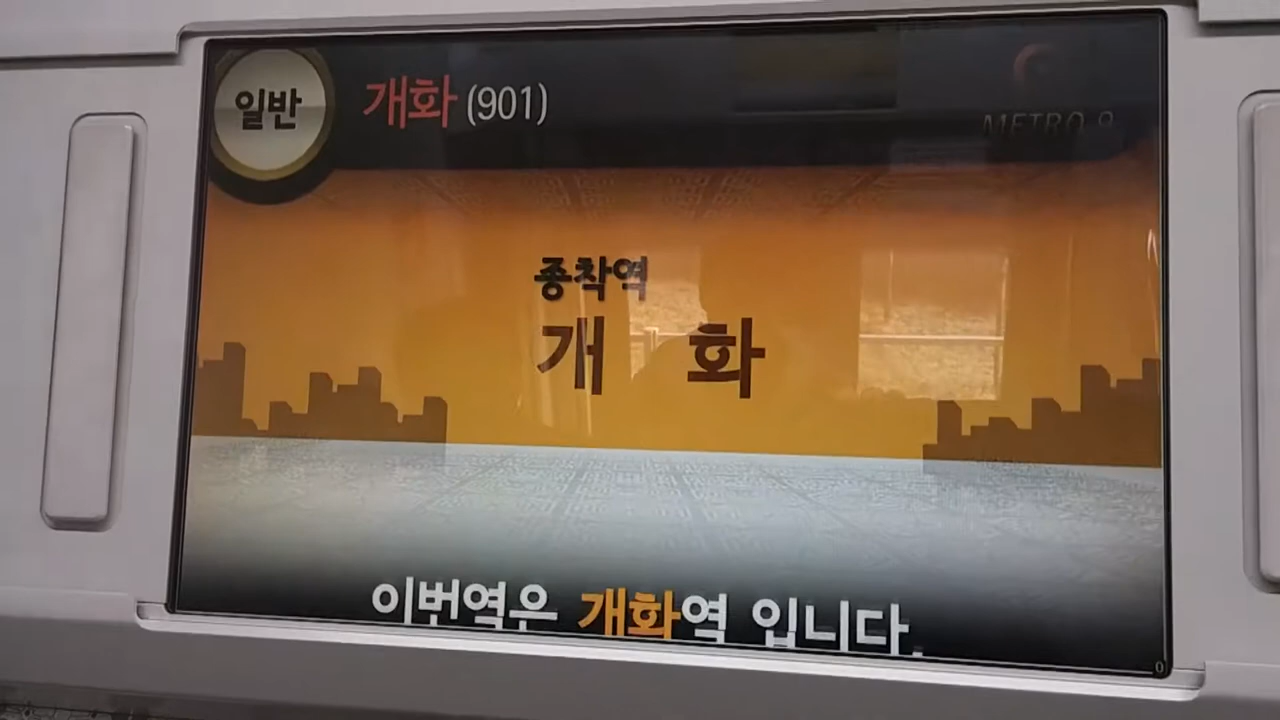 일반
개화 (901)
METRO 9
종착역
개 화
이번역은 개화역 입니다.